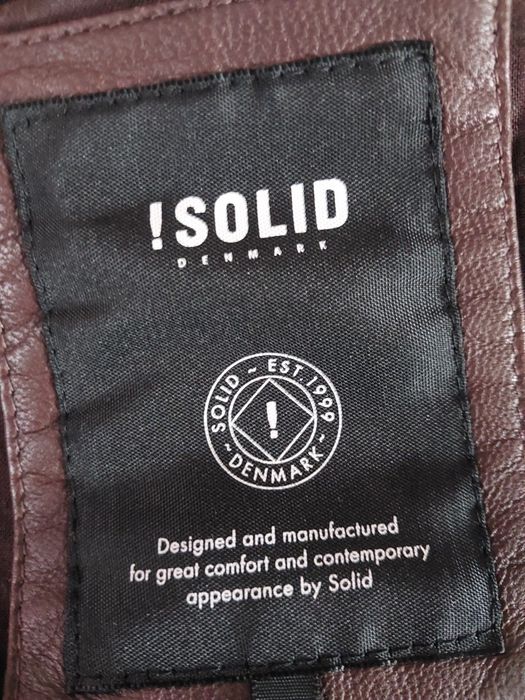 !SOLID
DENMARK
SOLID ~ EST.1999
~ DENMARK ~
!
Designed and manufactured
for great comfort and contemporary
appearance by Solid